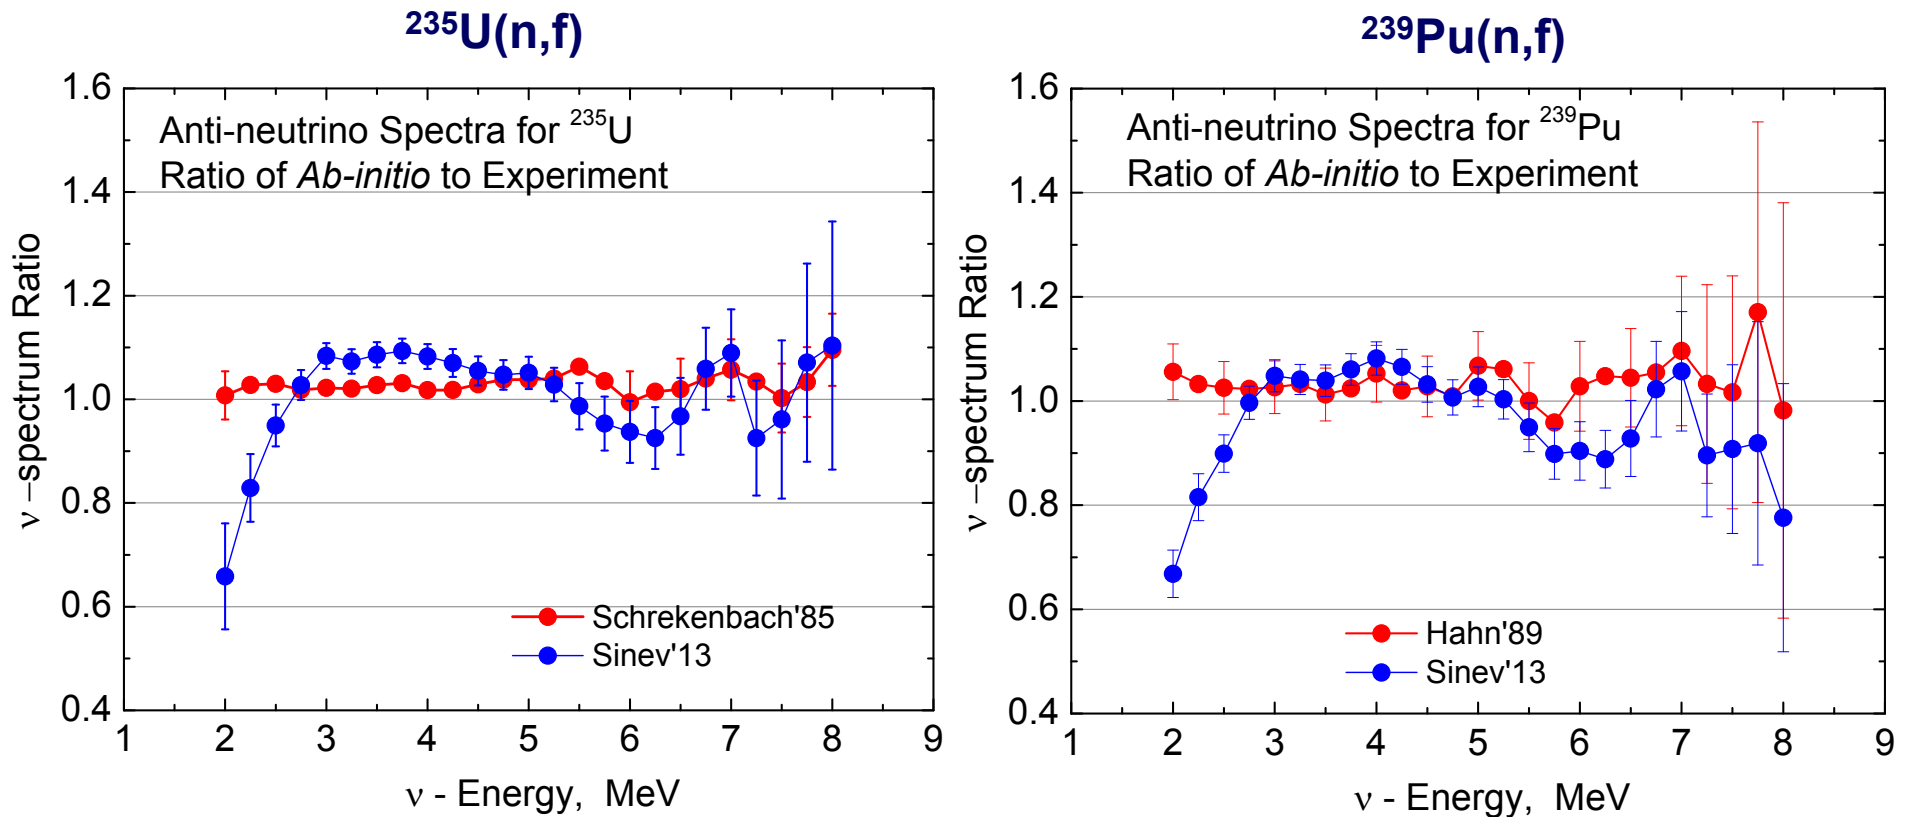 ²³⁵U(n,f)
Anti-neutrino Spectra for ²³⁵U
Ratio of Ab-initio to Experiment
1.6
1.4
1.2
1.0
0.8
0.6
0.4
ν –spectrum Ratio
Schrekenbach'85
Sinev'13
1 2 3 4 5 6 7 8 9
ν - Energy, MeV
²³⁹Pu(n,f)
Anti-neutrino Spectra for ²³⁹Pu
Ratio of Ab-initio to Experiment
1.6
1.4
1.2
1.0
0.8
0.6
0.4
ν –spectrum Ratio
Hahn'89
Sinev'13
1 2 3 4 5 6 7 8 9
ν - Energy, MeV